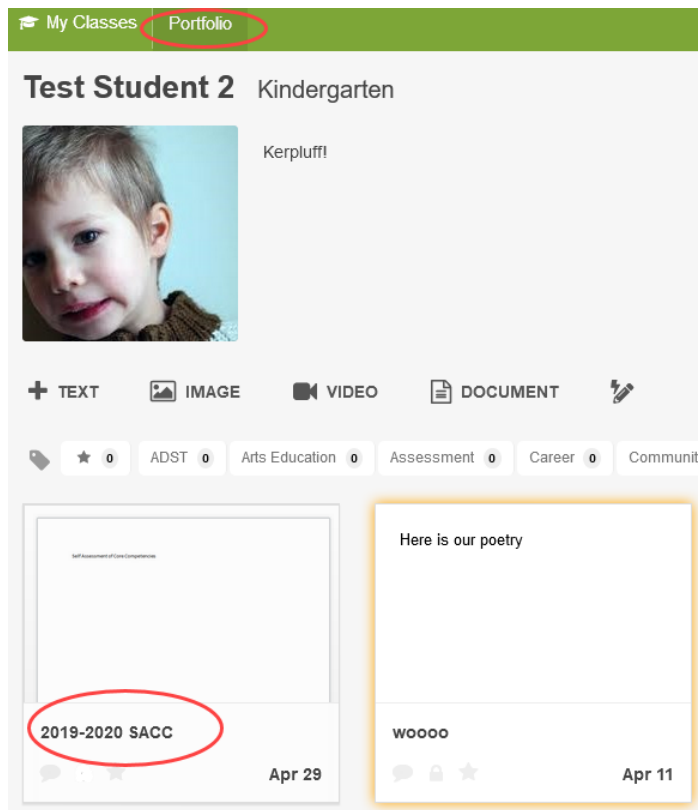 My Classes Portfolio
Test Student 2 Kindergarten
Kerpluff!
TEXT IMAGE VIDEO DOCUMENT
0 ADST 0 Arts Education 0 Assessment 0 Career 0 Communit
Self Assessment of Core Competencies
Here is our poetry
2019-2020 SACC
woooo
Apr 29
Apr 11